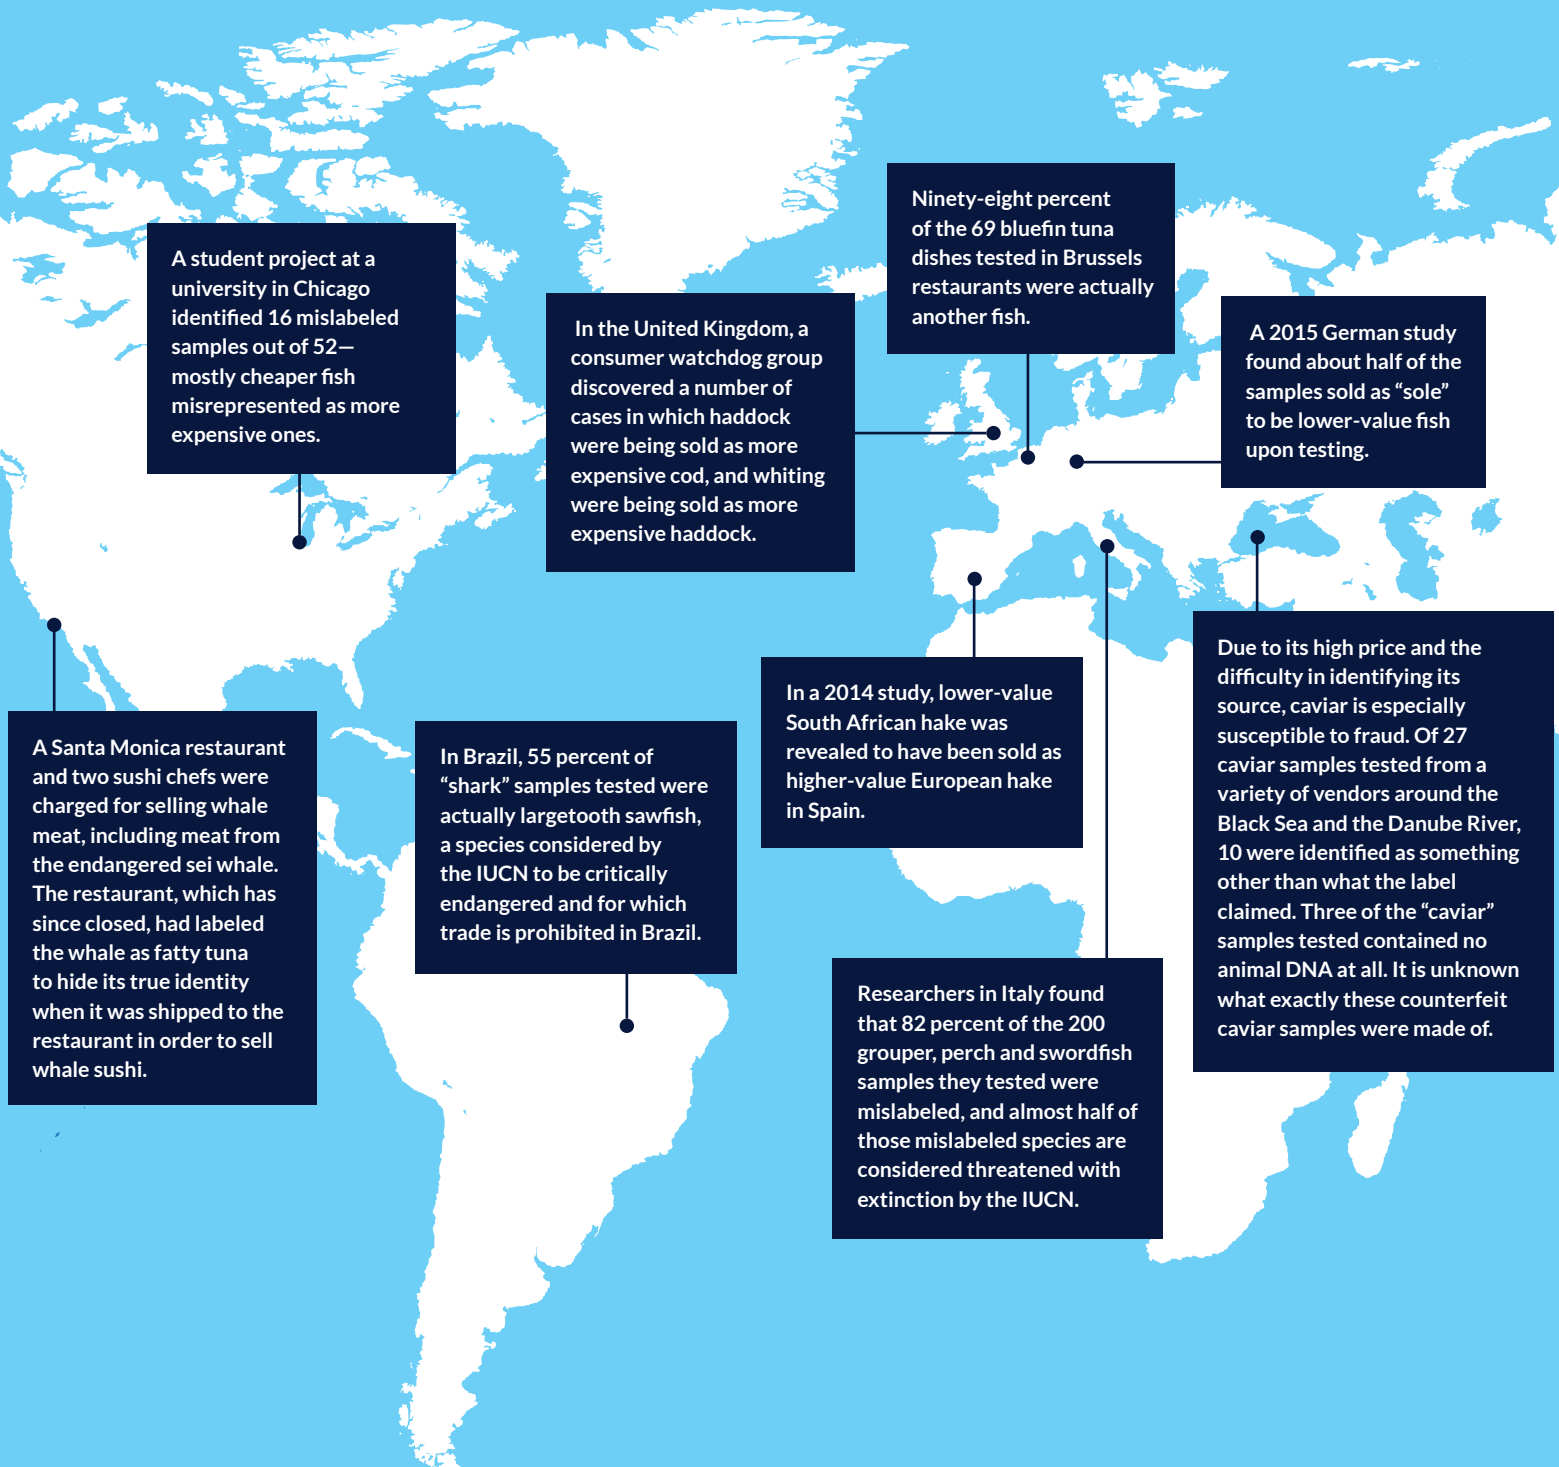 A student project at a
university in Chicago
identified 16 mislabeled
samples out of 52—
mostly cheaper fish
misrepresented as more
expensive ones.
In the United Kingdom, a
consumer watchdog group
discovered a number of
cases in which haddock
were being sold as more
expensive cod, and whiting
were being sold as more
expensive haddock.
Ninety-eight percent
of the 69 bluefin tuna
dishes tested in Brussels
restaurants were actually
another fish.
A 2015 German study
found about half of the
samples sold as “sole”
to be lower-value fish
upon testing.
A Santa Monica restaurant
and two sushi chefs were
charged for selling whale
meat, including meat from
the endangered sei whale.
The restaurant, which has
since closed, had labeled
the whale as fatty tuna
to hide its true identity
when it was shipped to the
restaurant in order to sell
whale sushi.
In Brazil, 55 percent of
“shark” samples tested were
actually largetooth sawfish,
a species considered by
the IUCN to be critically
endangered and for which
trade is prohibited in Brazil.
In a 2014 study, lower-value
South African hake was
revealed to have been sold as
higher-value European hake
in Spain.
Researchers in Italy found
that 82 percent of the 200
grouper, perch and swordfish
samples they tested were
mislabeled, and almost half of
those mislabeled species are
considered threatened with
extinction by the IUCN.
Due to its high price and the
difficulty in identifying its
source, caviar is especially
susceptible to fraud. Of 27
caviar samples tested from a
variety of vendors around the
Black Sea and the Danube River,
10 were identified as something
other than what the label
claimed. Three of the “caviar”
samples tested contained no
animal DNA at all. It is unknown
what exactly these counterfeit
caviar samples were made of.